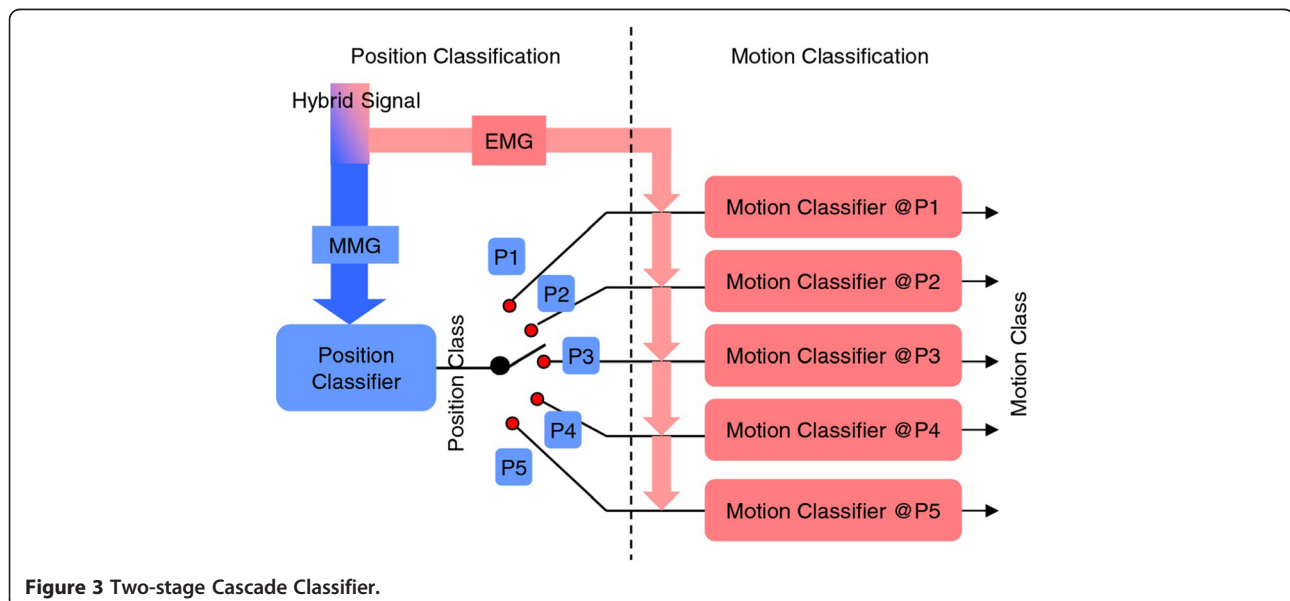 Position Classification
Motion Classification
Hybrid Signal
EMG
MMG
Position
Classifier
Position Class
P1
P2
P3
P4
P5
Motion Classifier @P1
Motion Classifier @P2
Motion Classifier @P3
Motion Classifier @P4
Motion Classifier @P5
Motion Class
Figure 3 Two-stage Cascade Classifier.